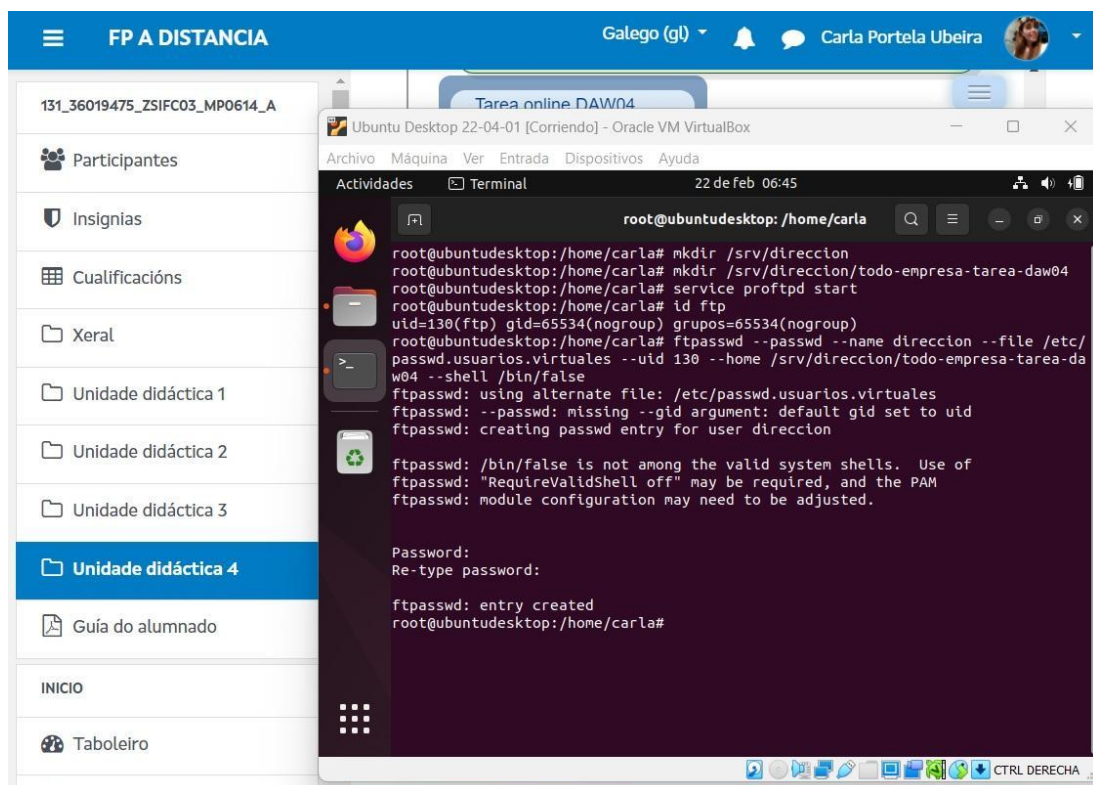 FP A DISTANCIA
Galego (gl)
Carla Portela Ubeira
131_36019475_ZSIFC03_MP0614_A
Participantes
Insignias
Cualificacións
Xeral
Unidade didáctica 1
Unidade didáctica 2
Unidade didáctica 3
Unidade didáctica 4
Guía do alumnado
INICIO
Taboleiro
Tarea online DAW04
Ubuntu Desktop 22-04-01 [Corriendo] - Oracle VM VirtualBox
Archivo Máquina Ver Entrada Dispositivos Ayuda
Actividades Terminal 22 de feb 06:45
root@ubuntudesktop: /home/carla
root@ubuntudesktop:/home/carla# mkdir /srv/direccion
root@ubuntudesktop:/home/carla# mkdir /srv/direccion/todo-empresa-tarea-daw04
root@ubuntudesktop:/home/carla# service proftpd start
root@ubuntudesktop:/home/carla# id ftp
uid=130(ftp) gid=65534(nogroup) grupos=65534(nogroup)
root@ubuntudesktop:/home/carla# ftpasswd --passwd --name direccion --file /etc/
passwd.usuarios.virtuales --uid 130 --home /srv/direccion/todo-empresa-tarea-da
w04 --shell /bin/false
ftpasswd: using alternate file: /etc/passwd.usuarios.virtuales
ftpasswd: --passwd: missing --gid argument: default gid set to uid
ftpasswd: creating passwd entry for user direccion
ftpasswd: /bin/false is not among the valid system shells.  Use of
ftpasswd: "RequireValidShell off" may be required, and the PAM
ftpasswd: module configuration may need to be adjusted.
Password:
Re-type password:
ftpasswd: entry created
root@ubuntudesktop:/home/carla#
CTRL DERECHA